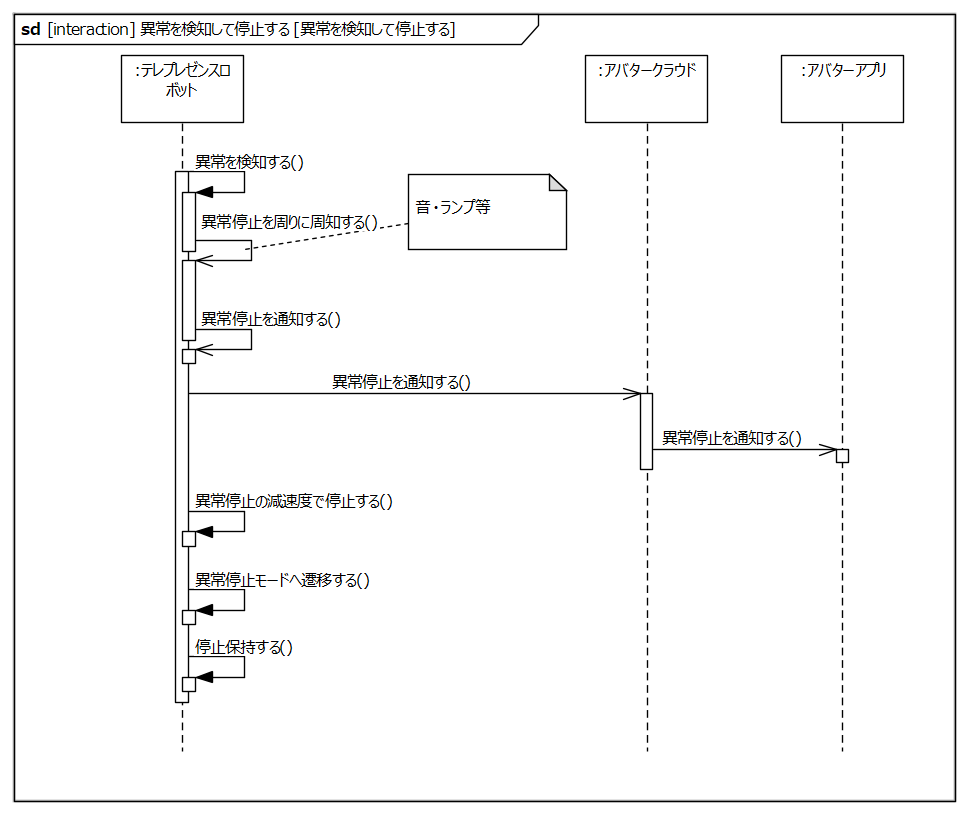 sd [interaction] 異常を検知して停止する [異常を検知して停止する]
:テレプレゼンスロ
ボット
:アバタークラウド
:アバターアプリ
異常を検知する()
音・ランプ等
異常停止を周りに周知する()
異常停止を通知する()
異常停止を通知する()
異常停止を通知する()
異常停止の減速度で停止する()
異常停止モードへ遷移する()
停止保持する()